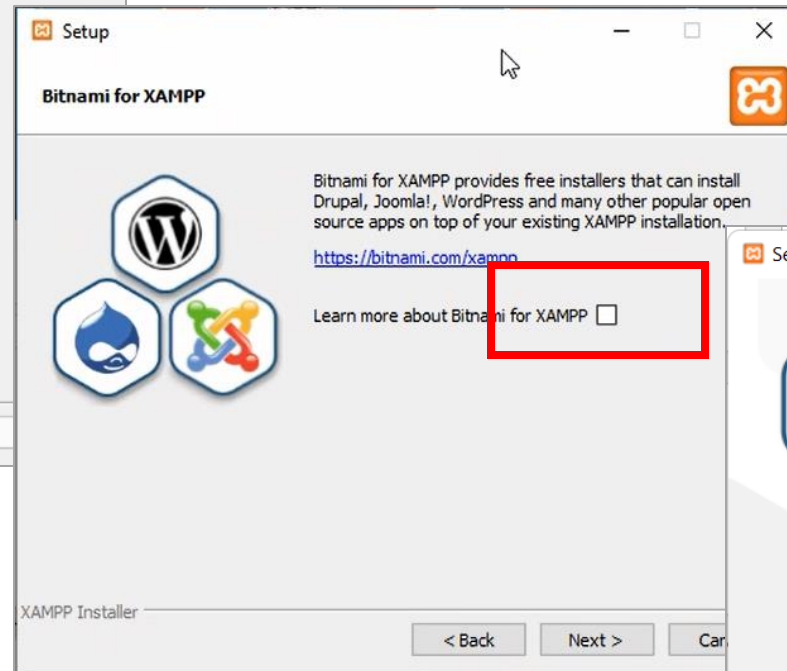 Setup
Bitnami for XAMPP
Bitnami for XAMPP provides free installers that can install
Drupal, Joomla!, WordPress and many other popular open
source apps on top of your existing XAMPP installation.
https://bitnami.com/xampp
Learn more about Bitnami for XAMPP
XAMPP Installer
< Back
Next >